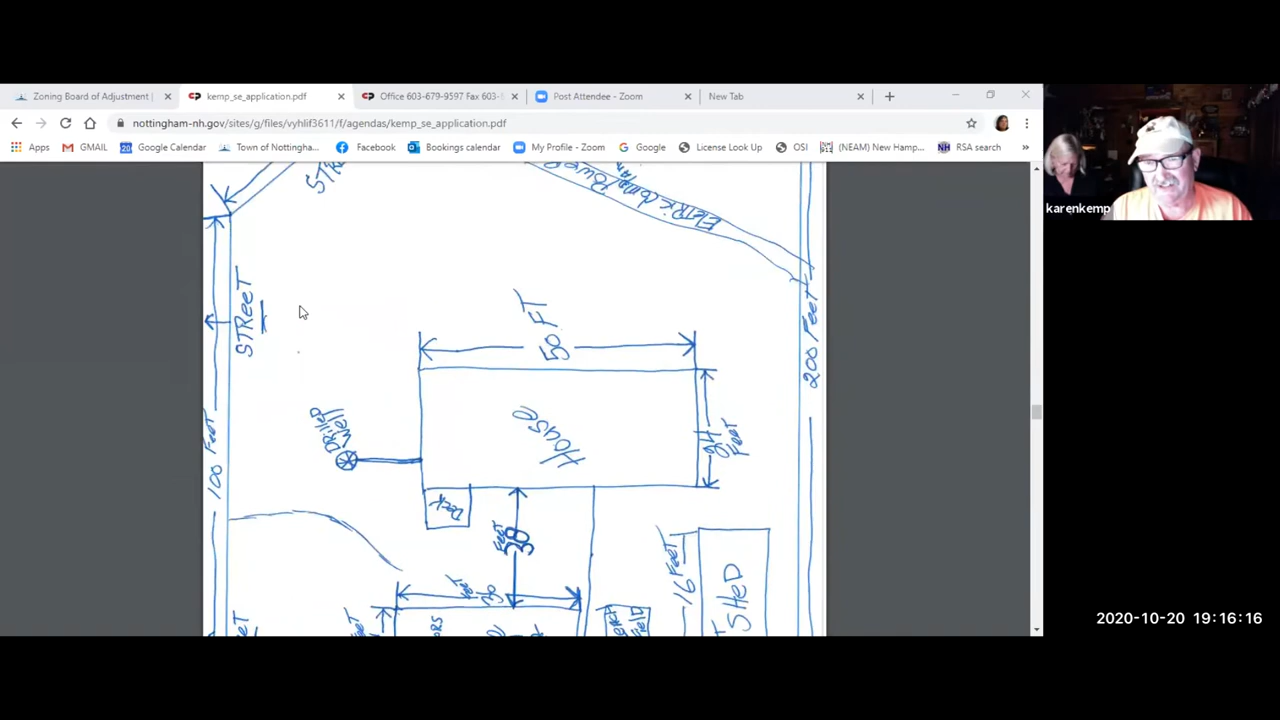 Zoning Board of Adjustment |
kemp_se_application.pdf
Office 603-679-9597 Fax 603-
Post Attendee - Zoom
New Tab
nottingham-nh.gov/sites/g/files/vyhlif3611/f/agendas/kemp_se_application.pdf
Apps
GMAIL
Google Calendar
Town of Nottingha...
Facebook
Bookings calendar
My Profile - Zoom
Google
License Look Up
OSI
(NEAM) New Hamp...
RSA search
karenkemp
Power
STReeT
50 FT
200 FeeT
House
DRilled
Well
24
FeeT
100 FeeT
Deck
Feet
38
16 FeeT
SHeD
FielD
2020-10-20 19:16:16